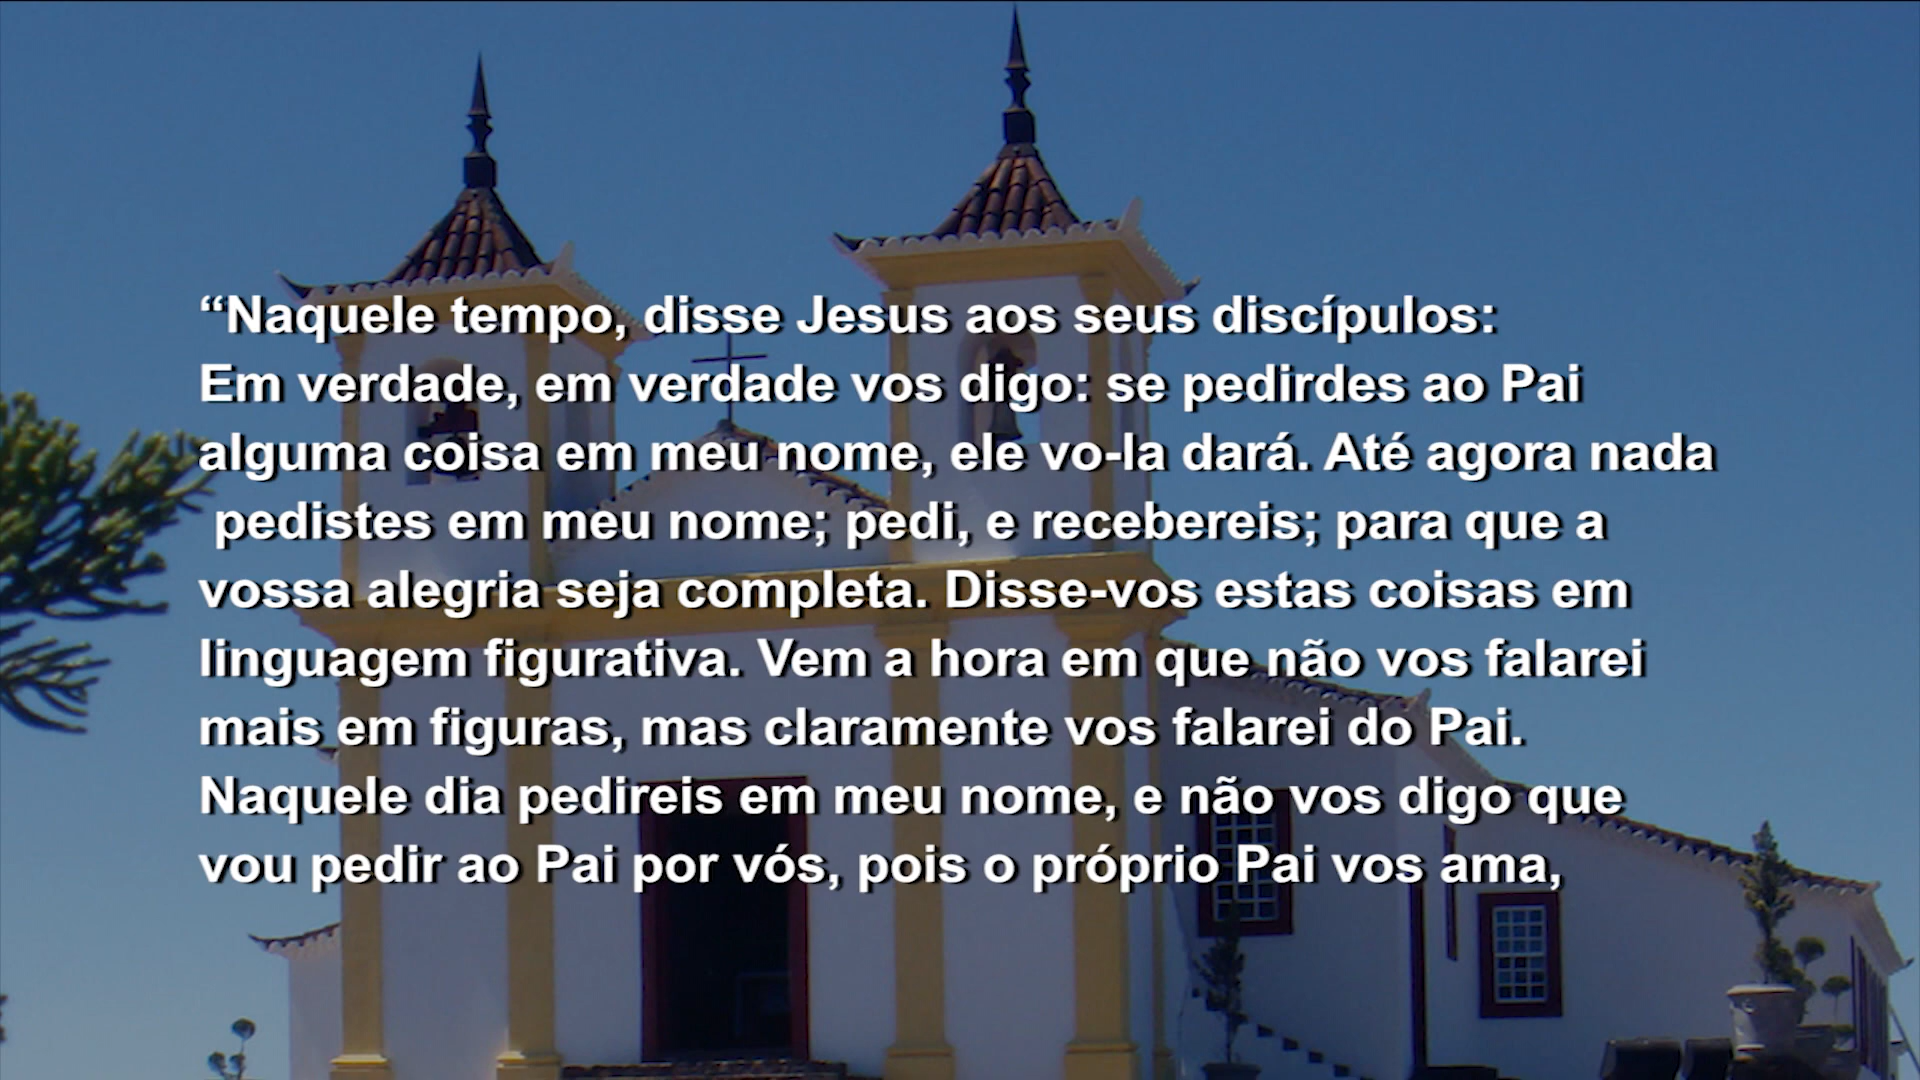 “Naquele tempo, disse Jesus aos seus discípulos:
Em verdade, em verdade vos digo: se pedirdes ao Pai
alguma coisa em meu nome, ele vo-la dará. Até agora nada
pedistes em meu nome; pedi, e recebereis; para que a
vossa alegria seja completa. Disse-vos estas coisas em
linguagem figurativa. Vem a hora em que não vos falarei
mais em figuras, mas claramente vos falarei do Pai.
Naquele dia pedireis em meu nome, e não vos digo que
vou pedir ao Pai por vós, pois o próprio Pai vos ama,